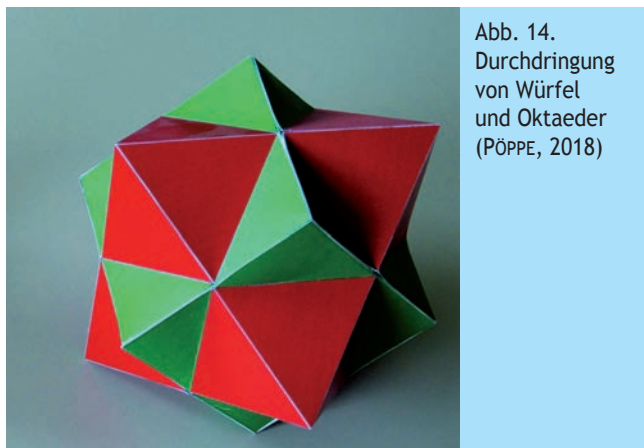 Abb. 14.
Durchdringung
von Würfel
und Oktaeder
(PÖPPE, 2018)